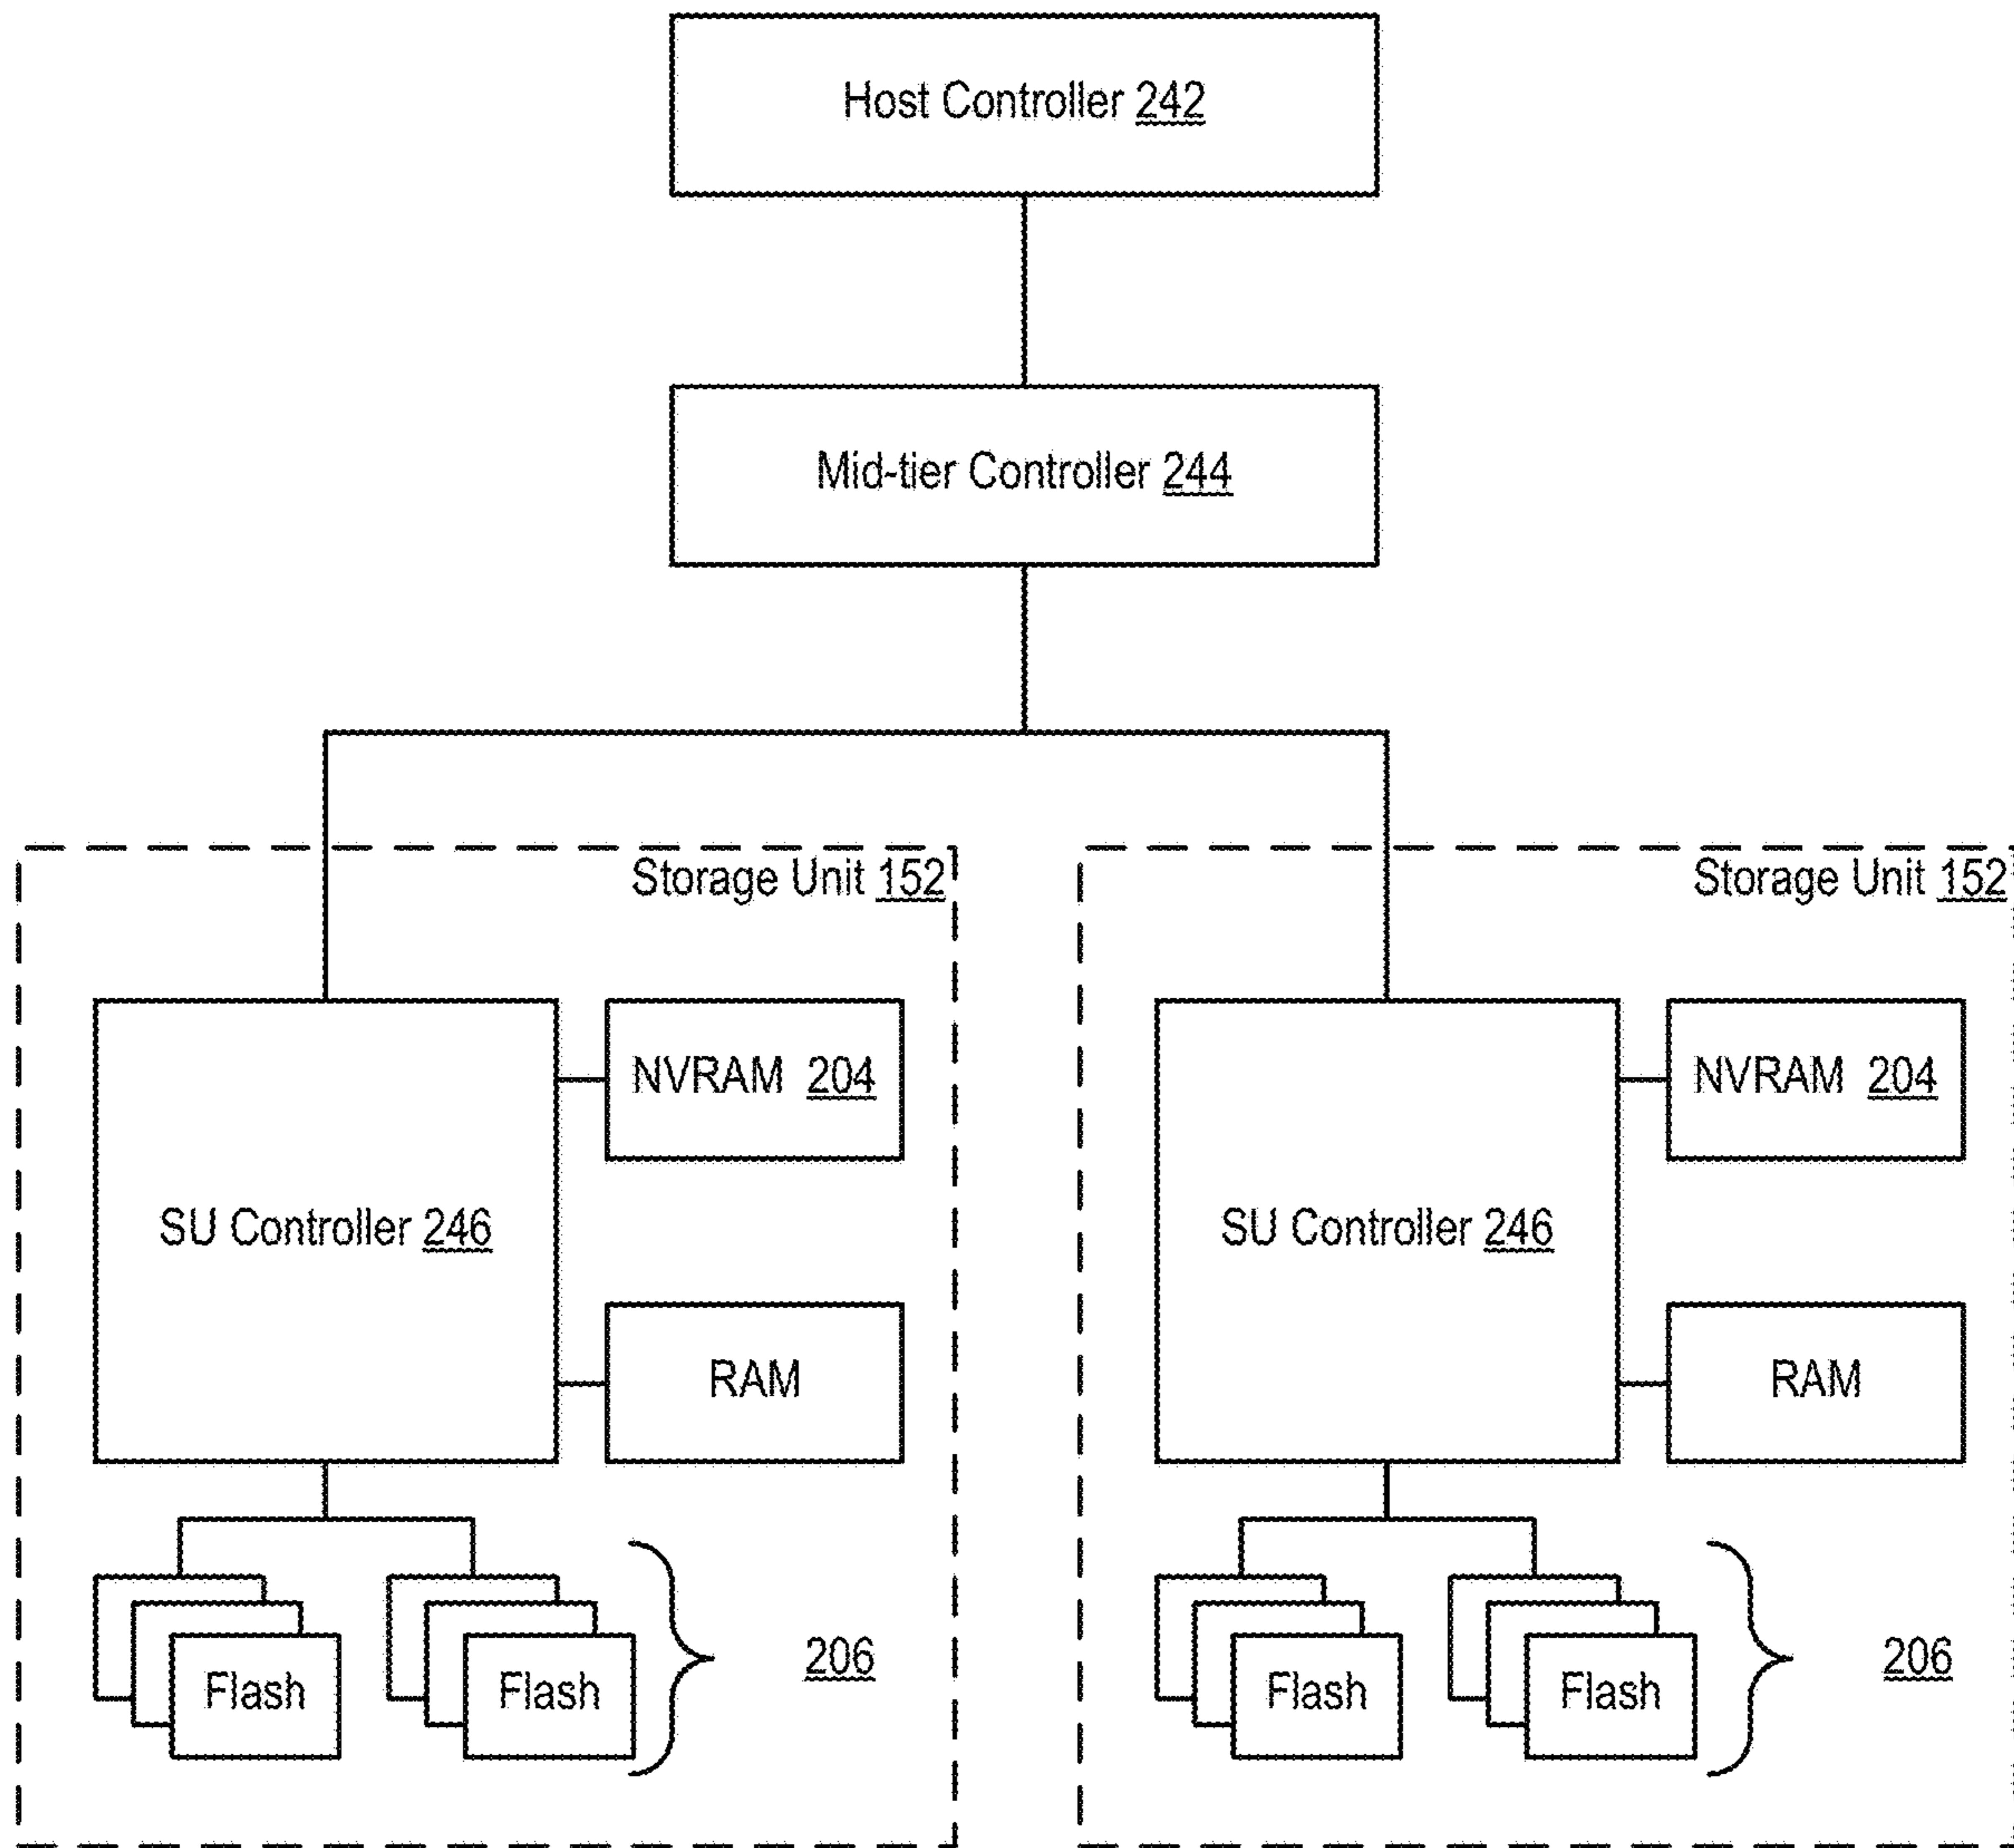 Host Controller 242
Mid-tier Controller 244
Storage Unit 152
NVRAM 204
SU Controller 246
RAM
Flash
Flash
206
Storage Unit 152
NVRAM 204
SU Controller 246
RAM
Flash
Flash
206